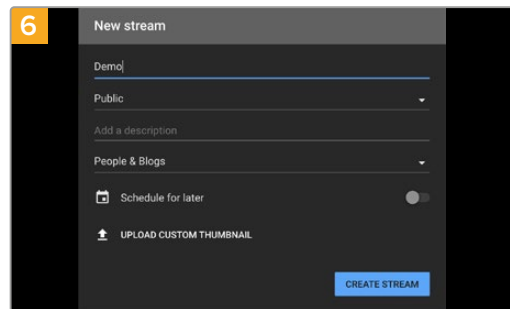 6
New stream
Demo
Public
Add a description
People & Blogs
Schedule for later
UPLOAD CUSTOM THUMBNAIL
CREATE STREAM